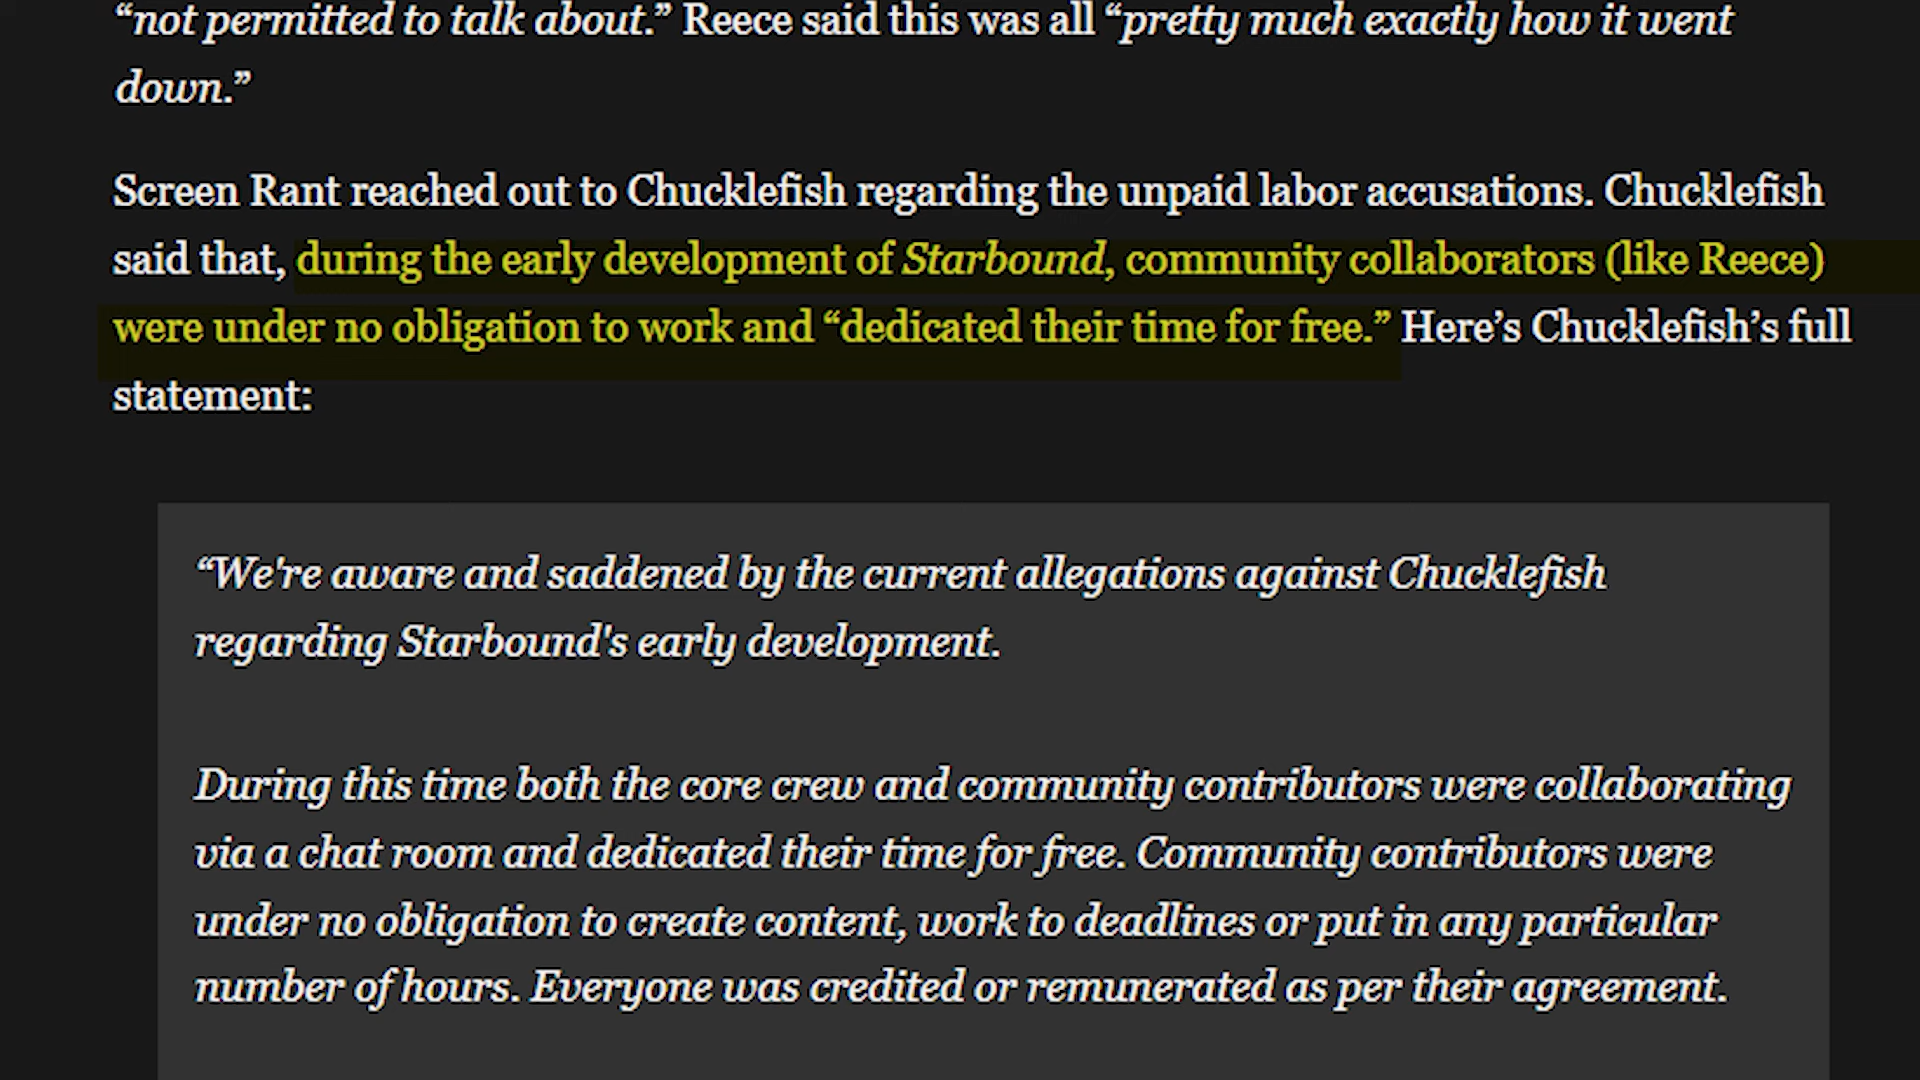 “not permitted to talk about.” Reece said this was all “pretty much exactly how it went
down.”
Screen Rant reached out to Chucklefish regarding the unpaid labor accusations. Chucklefish
said that, during the early development of Starbound, community collaborators (like Reece)
were under no obligation to work and “dedicated their time for free.” Here’s Chucklefish’s full
statement:
“We're aware and saddened by the current allegations against Chucklefish
regarding Starbound's early development.
During this time both the core crew and community contributors were collaborating
via a chat room and dedicated their time for free. Community contributors were
under no obligation to create content, work to deadlines or put in any particular
number of hours. Everyone was credited or remunerated as per their agreement.